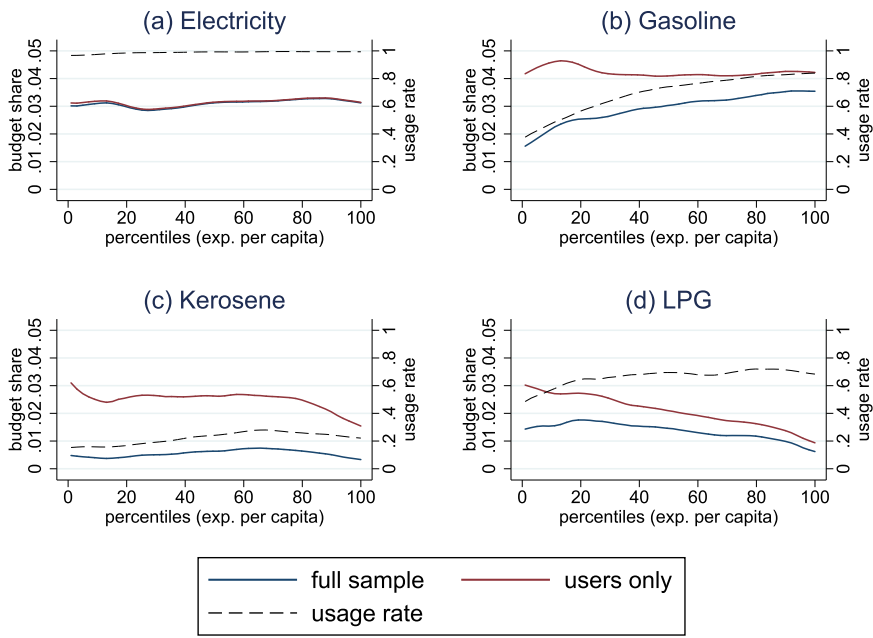 (a) Electricity
budget share
0 .01 .02 .03 .04 .05
usage rate
0 .2 .4 .6 .8 1
0 20 40 60 80 100
percentiles (exp. per capita)
(b) Gasoline
budget share
0 .01 .02 .03 .04 .05
usage rate
0 .2 .4 .6 .8 1
0 20 40 60 80 100
percentiles (exp. per capita)
(c) Kerosene
budget share
0 .01 .02 .03 .04 .05
usage rate
0 .2 .4 .6 .8 1
0 20 40 60 80 100
percentiles (exp. per capita)
(d) LPG
budget share
0 .01 .02 .03 .04 .05
usage rate
0 .2 .4 .6 .8 1
0 20 40 60 80 100
percentiles (exp. per capita)
full sample
users only
usage rate